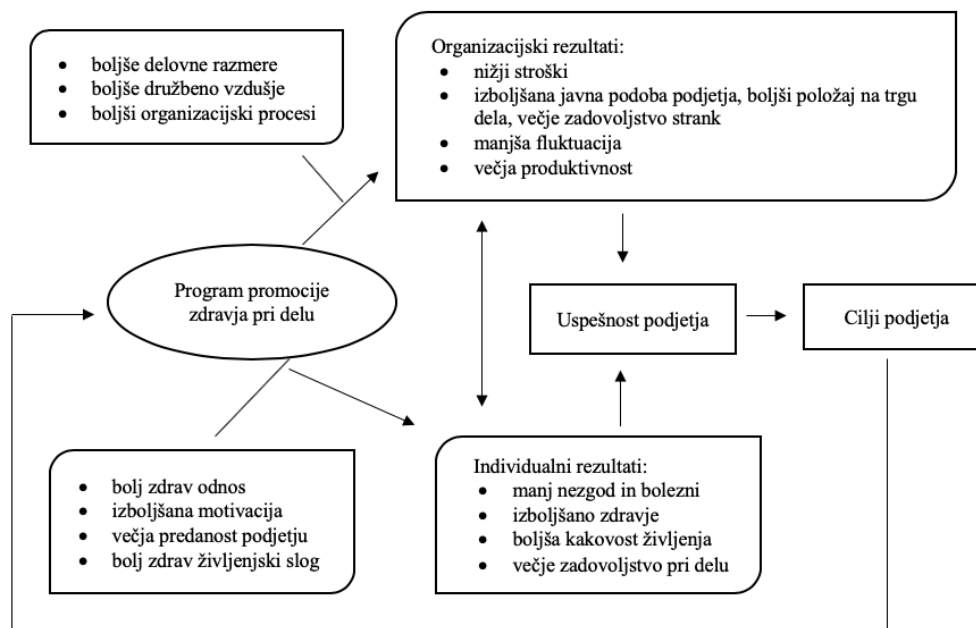 • boljše delovne razmere
• boljše družbeno vzdušje
• boljši organizacijski procesi
Organizacijski rezultati:
• nižji stroški
• izboljšana javna podoba podjetja, boljši položaj na trgu
dela, večje zadovoljstvo strank
• manjša fluktuacija
• večja produktivnost
Program promocije
zdravja pri delu
Uspešnost podjetja
Cilji podjetja
• bolj zdrav odnos
• izboljšana motivacija
• večja predanost podjetju
• bolj zdrav življenjski slog
Individualni rezultati:
• manj nezgod in bolezni
• izboljšano zdravje
• boljša kakovost življenja
• večje zadovoljstvo pri delu